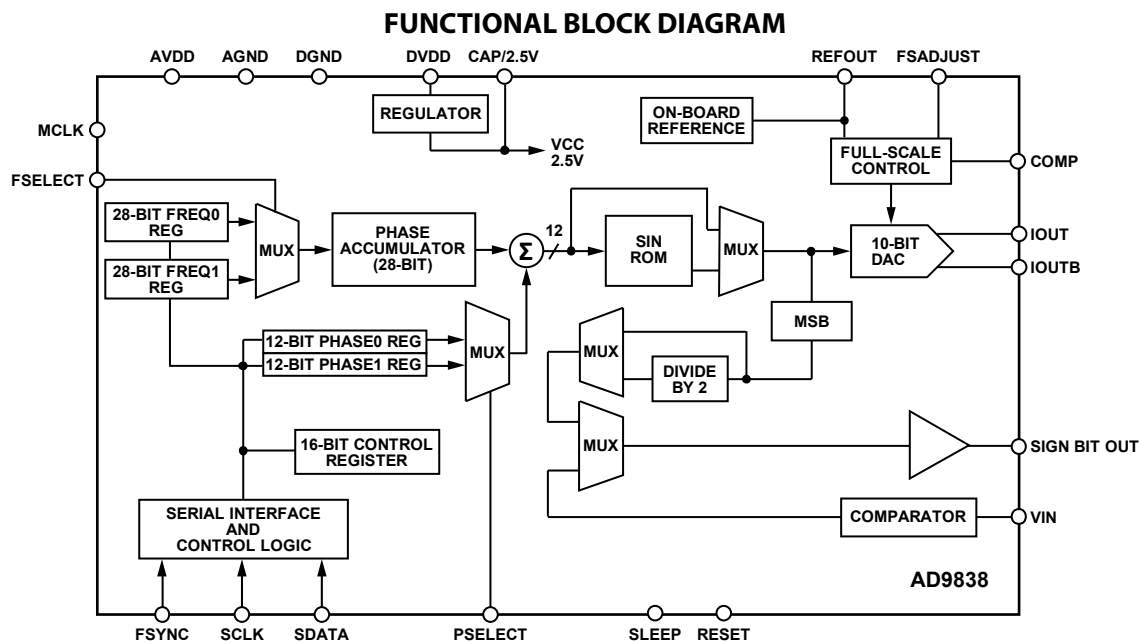 FUNCTIONAL BLOCK DIAGRAM
AVDD
AGND
DGND
DVDD
CAP/2.5V
REFOUT
FSADJUST
MCLK
REGULATOR
VCC
2.5V
ON-BOARD
REFERENCE
FULL-SCALE
CONTROL
COMP
FSELECT
28-BIT FREQ0
REG
28-BIT FREQ1
REG
MUX
PHASE
ACCUMULATOR
(28-BIT)
Σ
12
SIN
ROM
MUX
10-BIT
DAC
IOUT
IOUTB
12-BIT PHASE0 REG
12-BIT PHASE1 REG
MUX
MUX
DIVIDE
BY 2
MSB
16-BIT CONTROL
REGISTER
MUX
SIGN BIT OUT
SERIAL INTERFACE
AND
CONTROL LOGIC
COMPARATOR
VIN
AD9838
FSYNC
SCLK
SDATA
PSELECT
SLEEP
RESET